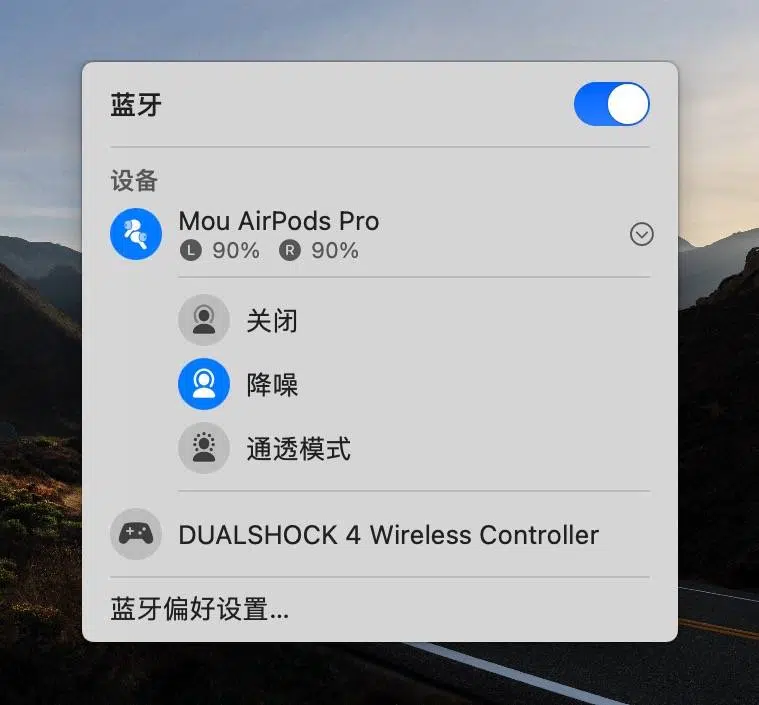 蓝牙
设备
Mou AirPods Pro
L 90% R 90%
关闭
降噪
通透模式
DUALSHOCK 4 Wireless Controller
蓝牙偏好设置...